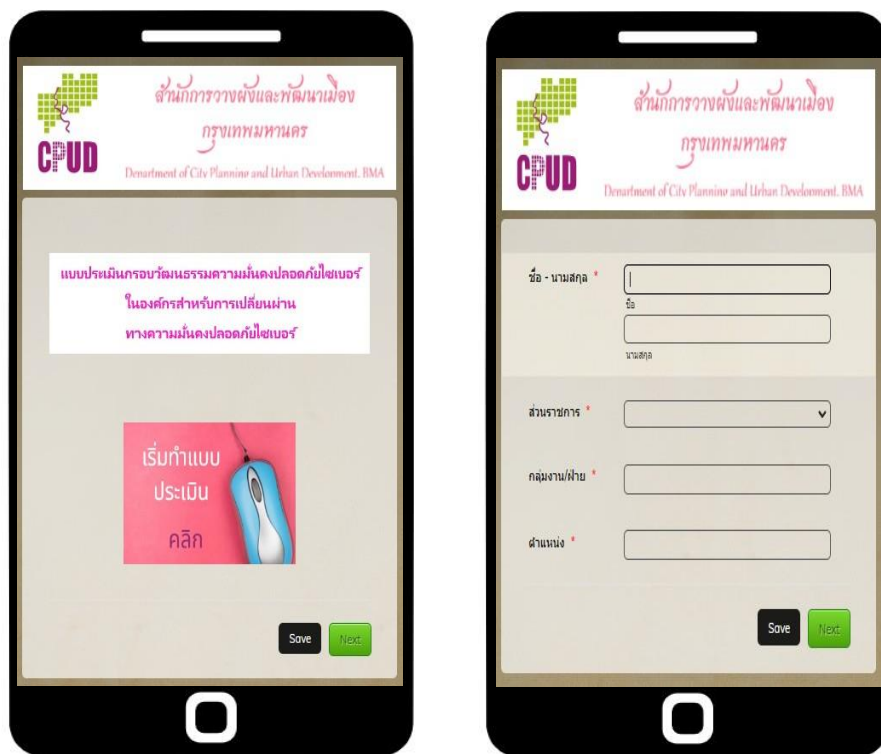 สำนักการวางผังและพัฒนาเมือง
กรุงเทพมหานคร
CPUD
Department of City Planning and Urban Development. BMA
แบบประเมินกรอบวัฒนธรรมความมั่นคงปลอดภัยไซเบอร์
ในองค์กรสำหรับการเปลี่ยนผ่าน
ทางความมั่นคงปลอดภัยไซเบอร์
เริ่มทำแบบ
ประเมิน
คลิก
Save
Next
สำนักการวางผังและพัฒนาเมือง
กรุงเทพมหานคร
CPUD
Department of City Planning and Urban Development. BMA
ชื่อ - นามสกุล *
ชื่อ
นามสกุล
ส่วนราชการ *
กลุ่มงาน/ฝ่าย *
ตำแหน่ง *
Save
Next